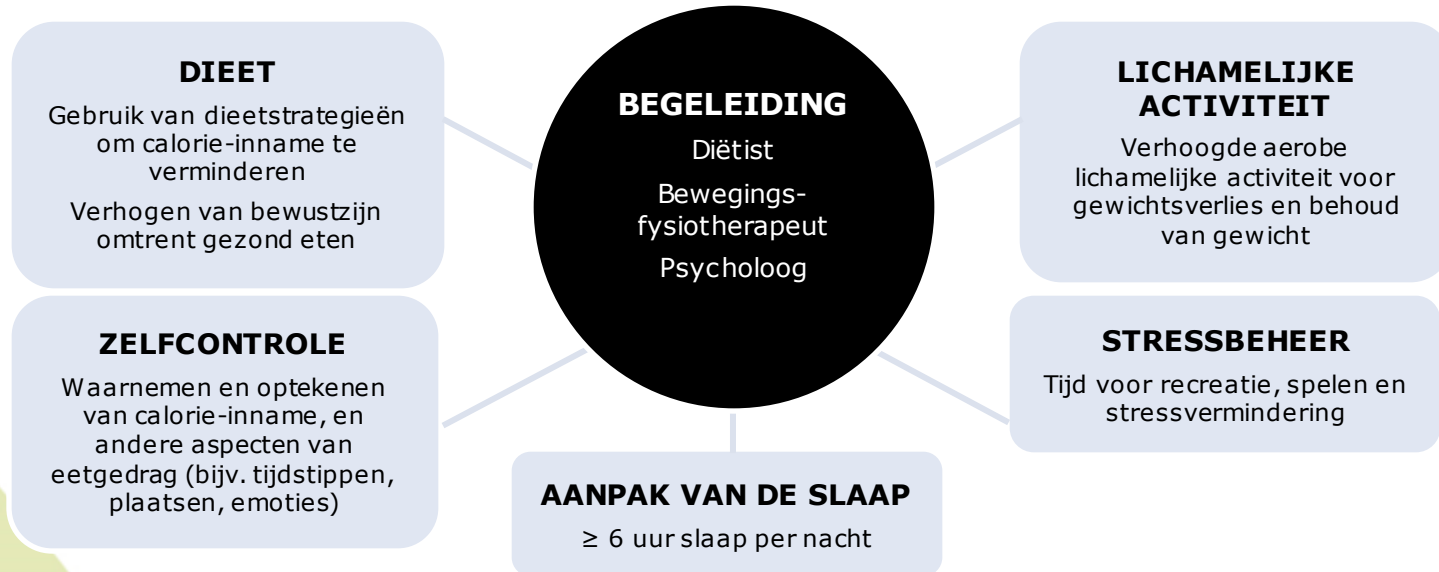 DIEET
Gebruik van dieetstrategieën
om calorie-inname te
verminderen
Verhogen van bewustzijn
omtrent gezond eten
BEGELEIDING
Diëtist
Bewegings-
fysiotherapeut
Psycholoog
LICHAMELIJKE
ACTIVITEIT
Verhoogde aerobe
lichamelijke activiteit voor
gewichtsverlies en behoud
van gewicht
ZELFCONTROLE
Waarnemen en optekenen
van calorie-inname, en
andere aspecten van
eetgedrag (bijv. tijdstippen,
plaatsen, emoties)
AANPAK VAN DE SLAAP
≥ 6 uur slaap per nacht
STRESSBEHEER
Tijd voor recreatie, spelen en
stressvermindering